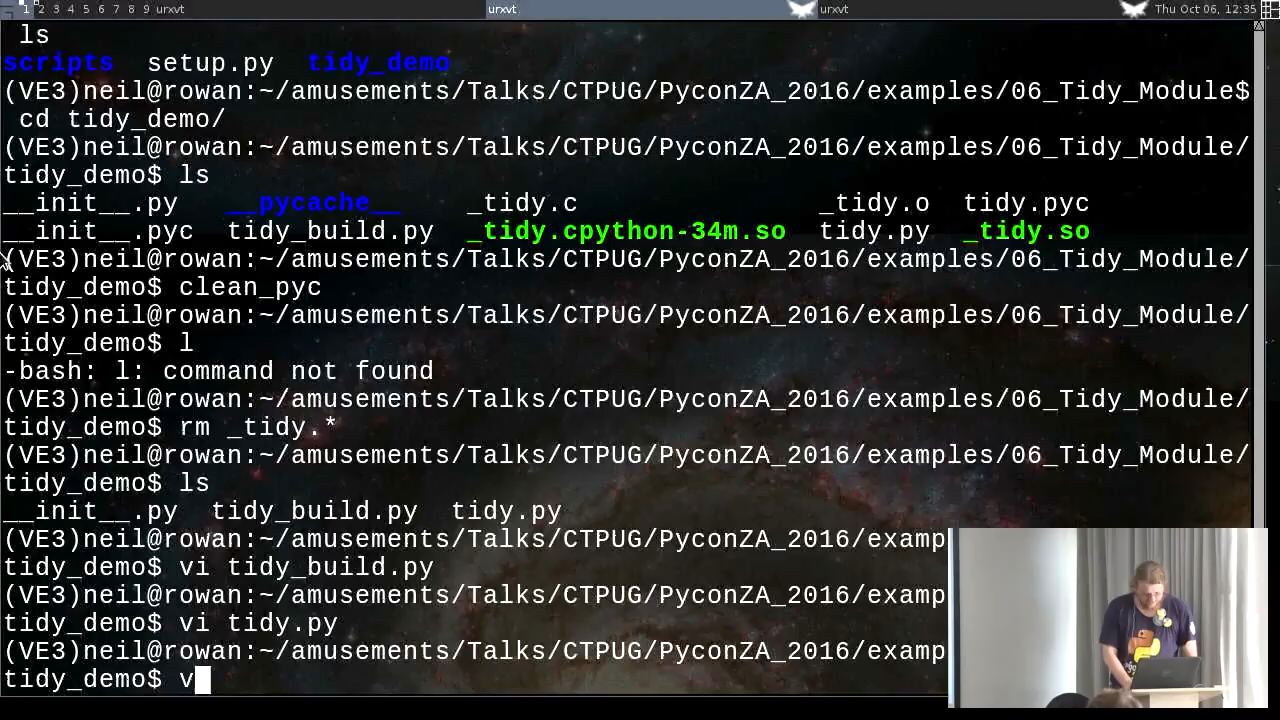 1 2 3 4 5 6 7 8 9 urxvt urxvt urxvt Thu Oct 06, 12:35
ls
scripts setup.py tidy_demo
(VE3)neil@rowan:~/amusements/Talks/CTPUG/PyconZA_2016/examples/06_Tidy_Module$
cd tidy_demo/
(VE3)neil@rowan:~/amusements/Talks/CTPUG/PyconZA_2016/examples/06_Tidy_Module/
tidy_demo$ ls
__init__.py __pycache__ _tidy.c _tidy.o tidy.pyc
__init__.pyc tidy_build.py _tidy.cpython-34m.so tidy.py _tidy.so
(VE3)neil@rowan:~/amusements/Talks/CTPUG/PyconZA_2016/examples/06_Tidy_Module/
tidy_demo$ clean_pyc
(VE3)neil@rowan:~/amusements/Talks/CTPUG/PyconZA_2016/examples/06_Tidy_Module/
tidy_demo$ l
-bash: l: command not found
(VE3)neil@rowan:~/amusements/Talks/CTPUG/PyconZA_2016/examples/06_Tidy_Module/
tidy_demo$ rm _tidy.*
(VE3)neil@rowan:~/amusements/Talks/CTPUG/PyconZA_2016/examples/06_Tidy_Module/
tidy_demo$ ls
__init__.py tidy_build.py tidy.py
(VE3)neil@rowan:~/amusements/Talks/CTPUG/PyconZA_2016/examp
tidy_demo$ vi tidy_build.py
(VE3)neil@rowan:~/amusements/Talks/CTPUG/PyconZA_2016/examp
tidy_demo$ vi tidy.py
(VE3)neil@rowan:~/amusements/Talks/CTPUG/PyconZA_2016/examp
tidy_demo$ v